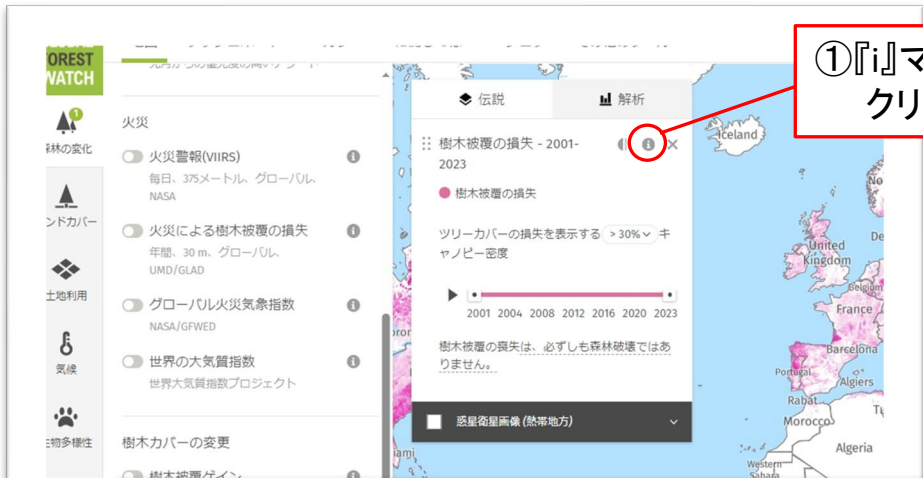 OREST
WATCH
①『i』マ
クリ
伝説
解析
火災
樹木被覆の損失 - 2001-
2023
火災警報(VIIRS)
毎日、375メートル、グローバル、
NASA
樹木被覆の損失
火災による樹木被覆の損失
年間、30 m、グローバル、
UMD/GLAD
ツリーカバーの損失を表示する > 30% キ
ャノピー密度
グローバル火災気象指数
NASA/GFWED
2001 2004 2008 2012 2016 2020 2023
世界の大気質指数
世界大気質指数プロジェクト
樹木被覆の喪失は、必ずしも森林破壊ではあ
りません。
惑星衛星画像 (熱帯地方)
樹木カバーの変更
樹木被覆ゲイン
林の変化
ンドカバー
土地利用
気候
物多様性
Iceland
No
United
Kingdom
De
Belgium
France
Barcelona
Portugal
Algiers
Rabat
Morocco
Tu
Algeria
Western
Sahara
iami